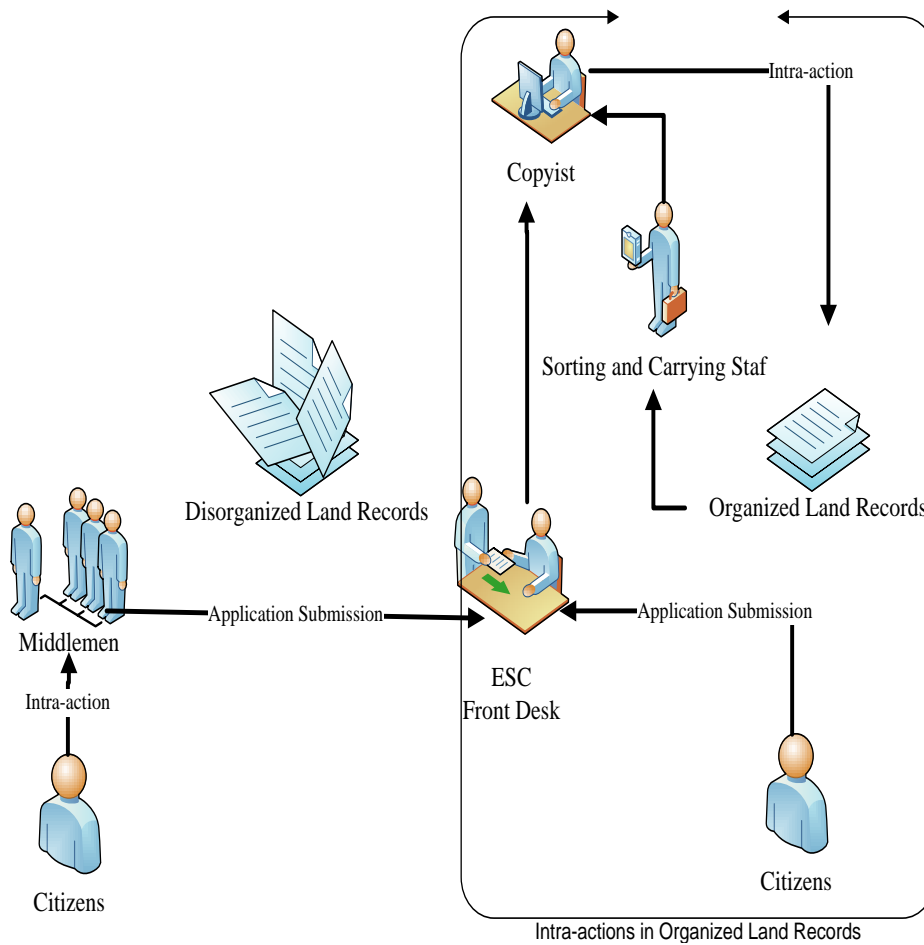 Intra-action
Copyist
Sorting and Carrying Staf
Disorganized Land Records
Organized Land Records
Application Submission
Application Submission
Middlemen
ESC
Front Desk
Intra-action
Citizens
Citizens
Intra-actions in Organized Land Records